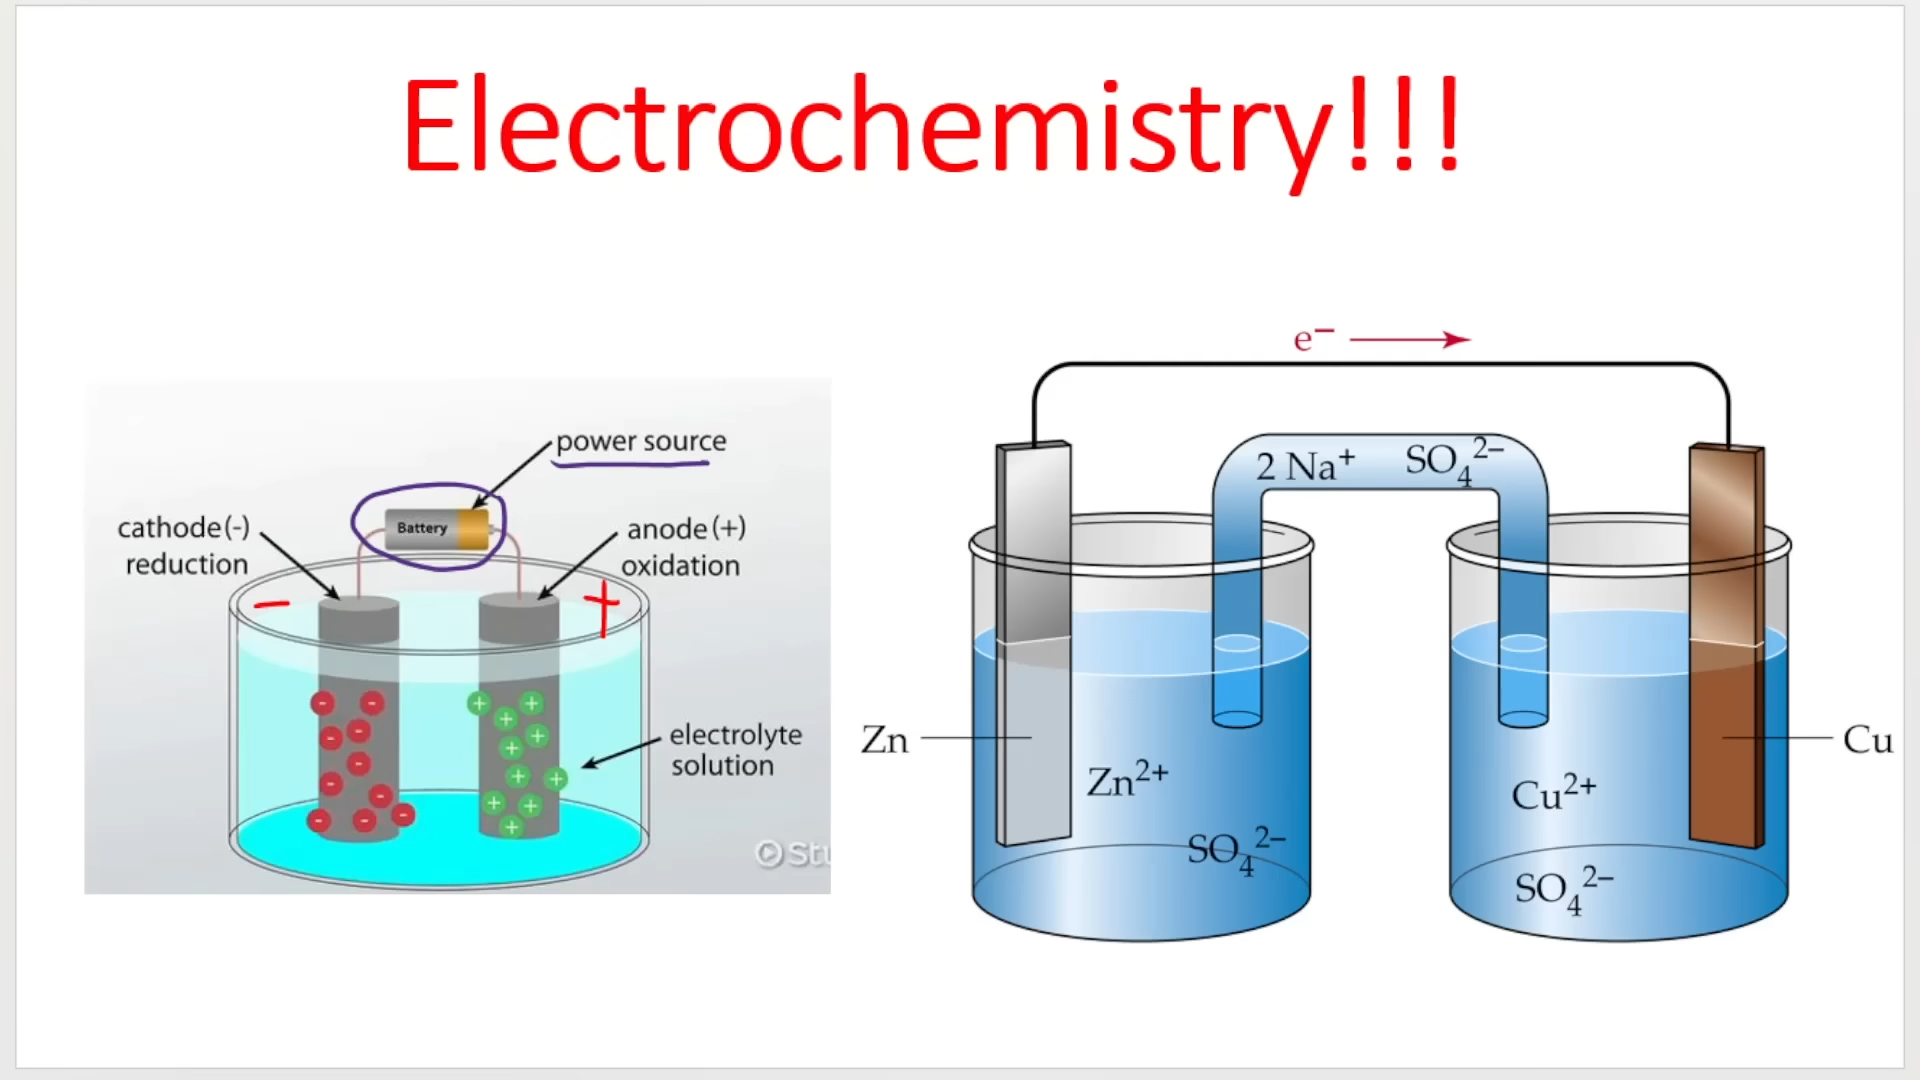 Electrochemistry!!!
power source
Battery
cathode (-)
reduction
anode (+)
oxidation
electrolyte
solution
e⁻
2 Na⁺ SO₄²⁻
Zn
Zn²⁺
SO₄²⁻
Cu
Cu²⁺
SO₄²⁻